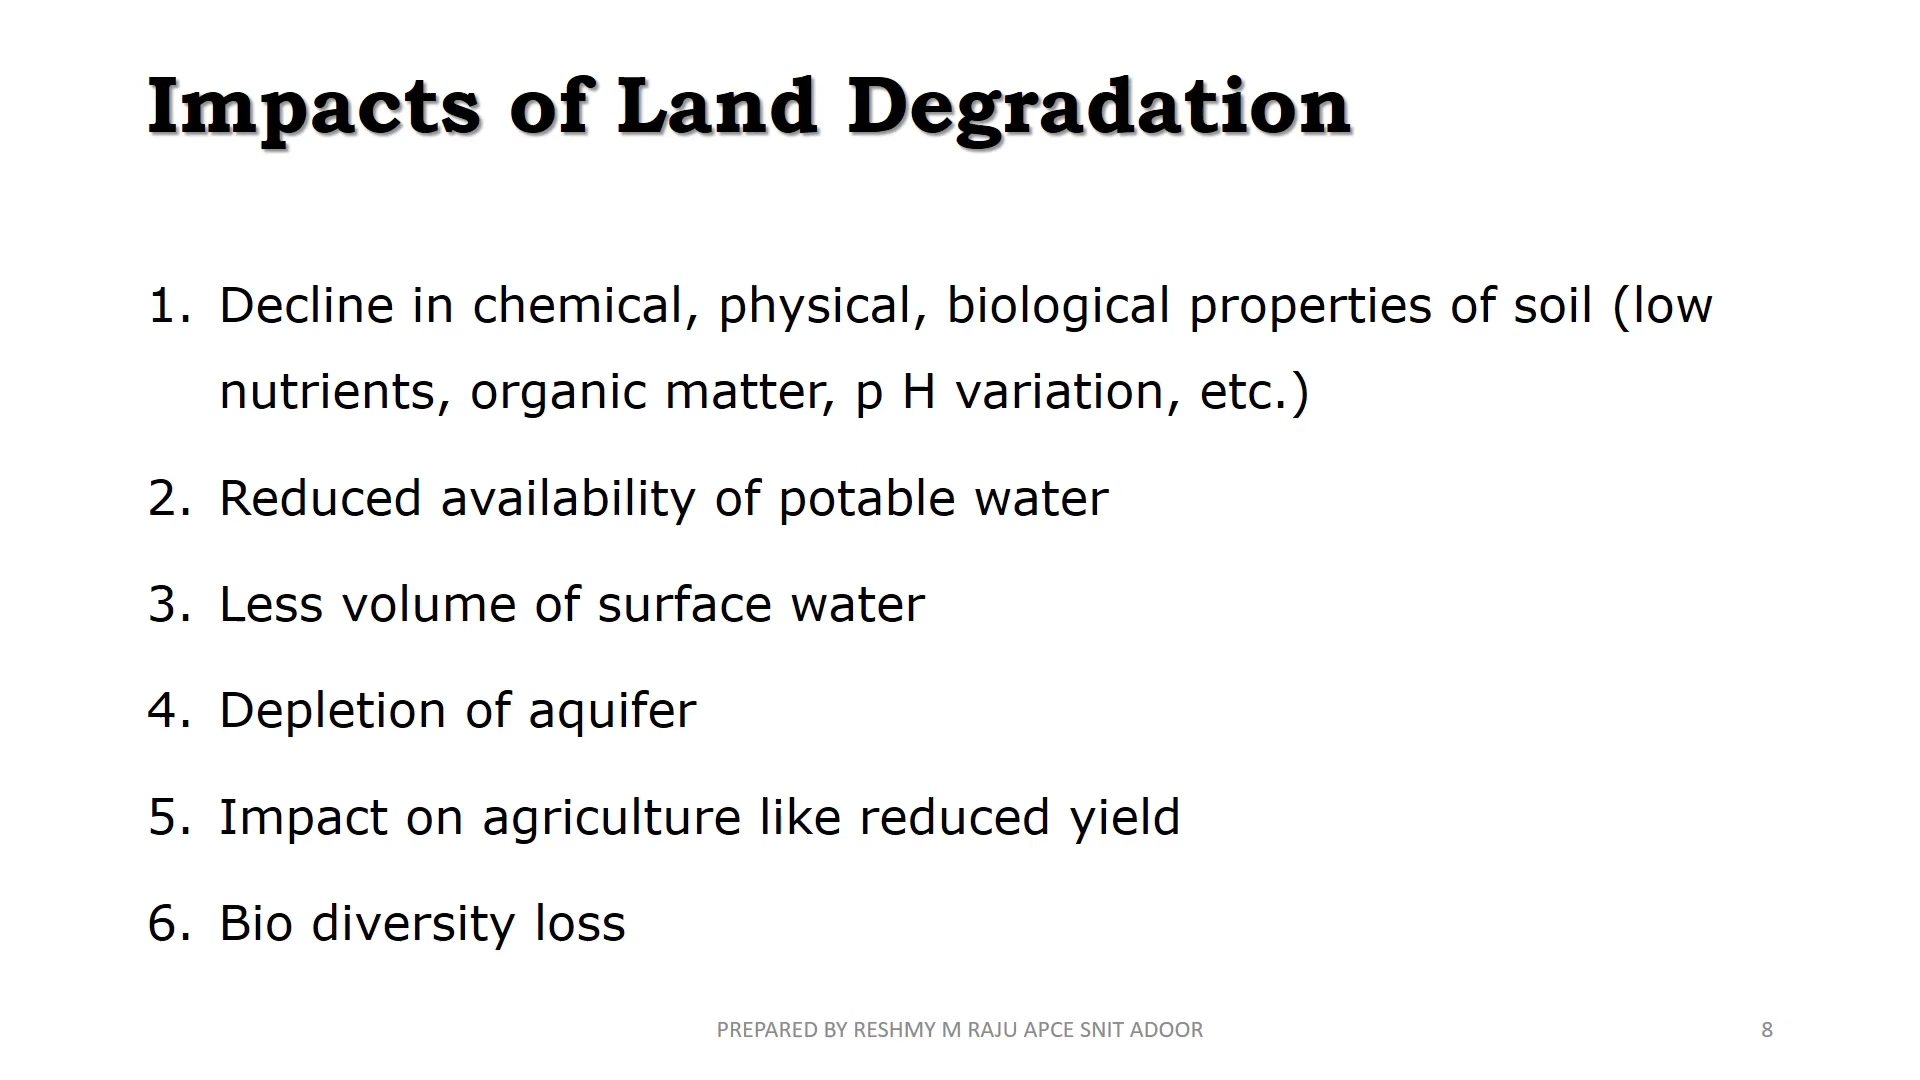 Impacts of Land Degradation
1. Decline in chemical, physical, biological properties of soil (low
nutrients, organic matter, p H variation, etc.)
2. Reduced availability of potable water
3. Less volume of surface water
4. Depletion of aquifer
5. Impact on agriculture like reduced yield
6. Bio diversity loss
PREPARED BY RESHMY M RAJU APCE SNIT ADOOR
8